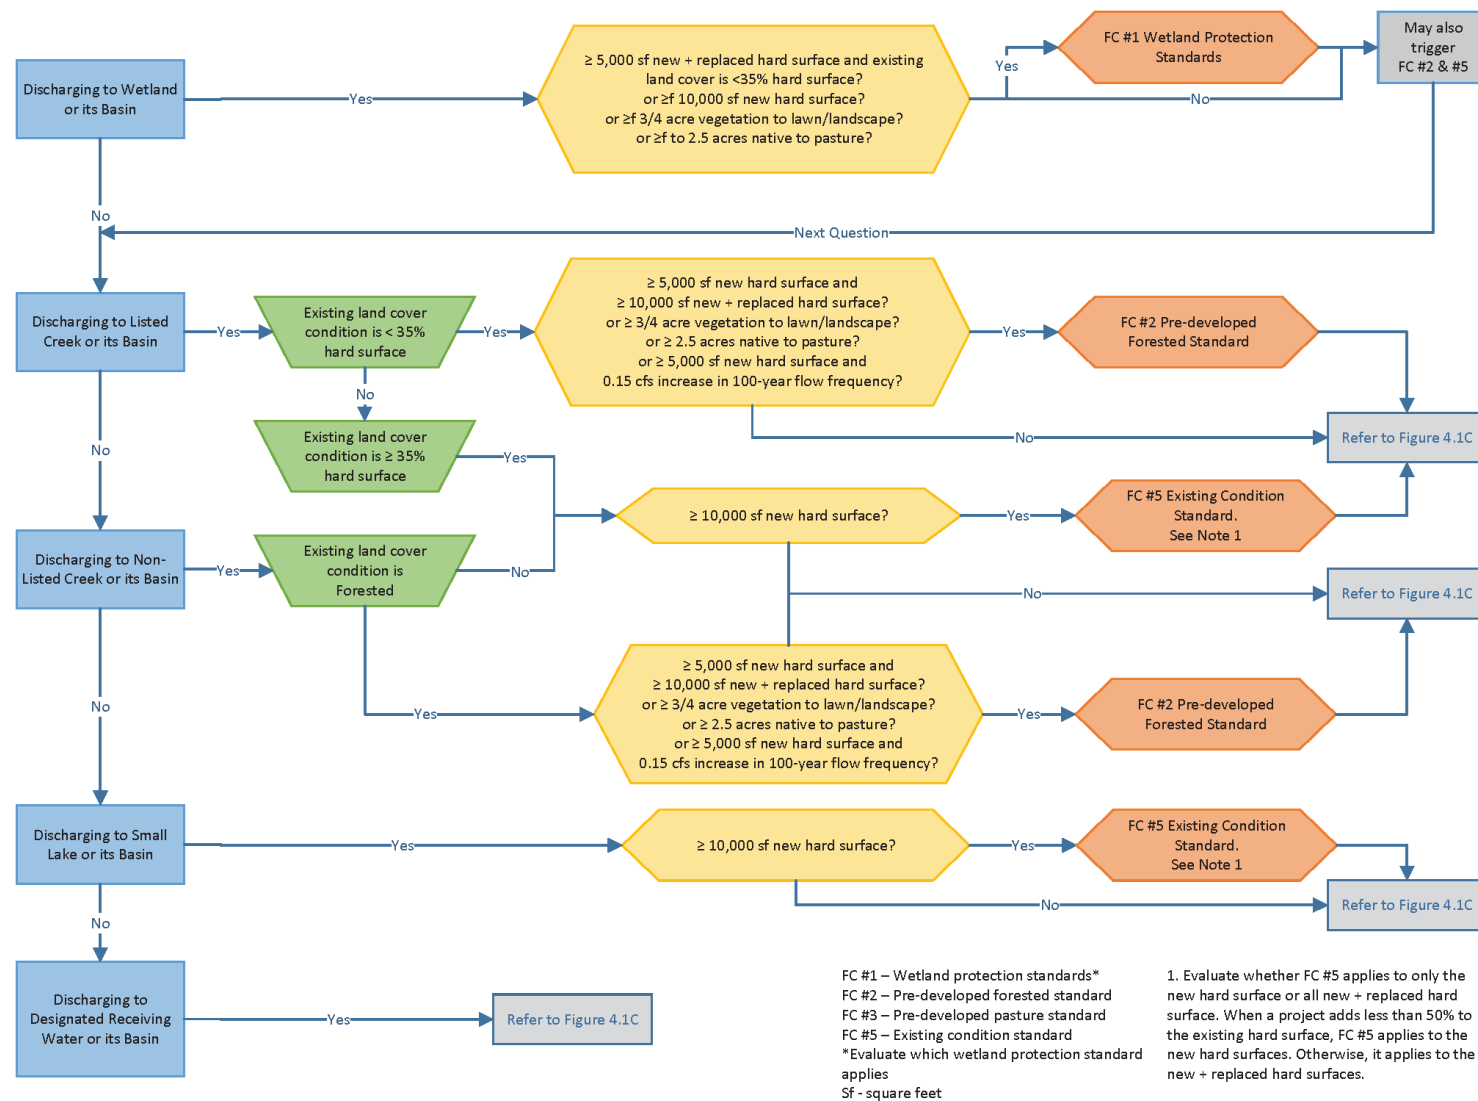 Discharging to Wetland
or its Basin
Yes
≥ 5,000 sf new + replaced hard surface and existing
land cover is <35% hard surface?
or ≥f 10,000 sf new hard surface?
or ≥f 3/4 acre vegetation to lawn/landscape?
or ≥f to 2.5 acres native to pasture?
Yes
FC #1 Wetland Protection
Standards
No
May also
trigger
FC #2 & #5
No
Next Question
Discharging to Listed
Creek or its Basin
Yes
Existing land cover
condition is < 35%
hard surface
Yes
≥ 5,000 sf new hard surface and
≥ 10,000 sf new + replaced hard surface?
or ≥ 3/4 acre vegetation to lawn/landscape?
or ≥ 2.5 acres native to pasture?
or ≥ 5,000 sf new hard surface and
0.15 cfs increase in 100-year flow frequency?
Yes
FC #2 Pre-developed
Forested Standard
No
No
Refer to Figure 4.1C
No
Existing land cover
condition is ≥ 35%
hard surface
Yes
≥ 10,000 sf new hard surface?
Yes
FC #5 Existing Condition
Standard.
See Note 1
Discharging to Non-
Listed Creek or its Basin
Yes
Existing land cover
condition is
Forested
No
No
Refer to Figure 4.1C
Yes
≥ 5,000 sf new hard surface and
≥ 10,000 sf new + replaced hard surface?
or ≥ 3/4 acre vegetation to lawn/landscape?
or ≥ 2.5 acres native to pasture?
or ≥ 5,000 sf new hard surface and
0.15 cfs increase in 100-year flow frequency?
Yes
FC #2 Pre-developed
Forested Standard
No
Discharging to Small
Lake or its Basin
Yes
≥ 10,000 sf new hard surface?
Yes
FC #5 Existing Condition
Standard.
See Note 1
No
Refer to Figure 4.1C
No
Discharging to
Designated Receiving
Water or its Basin
Yes
Refer to Figure 4.1C
FC #1 – Wetland protection standards*
FC #2 – Pre-developed forested standard
FC #3 – Pre-developed pasture standard
FC #5 – Existing condition standard
*Evaluate which wetland protection standard
applies
Sf - square feet
1. Evaluate whether FC #5 applies to only the
new hard surface or all new + replaced hard
surface. When a project adds less than 50% to
the existing hard surface, FC #5 applies to the
new hard surfaces. Otherwise, it applies to the
new + replaced hard surfaces.